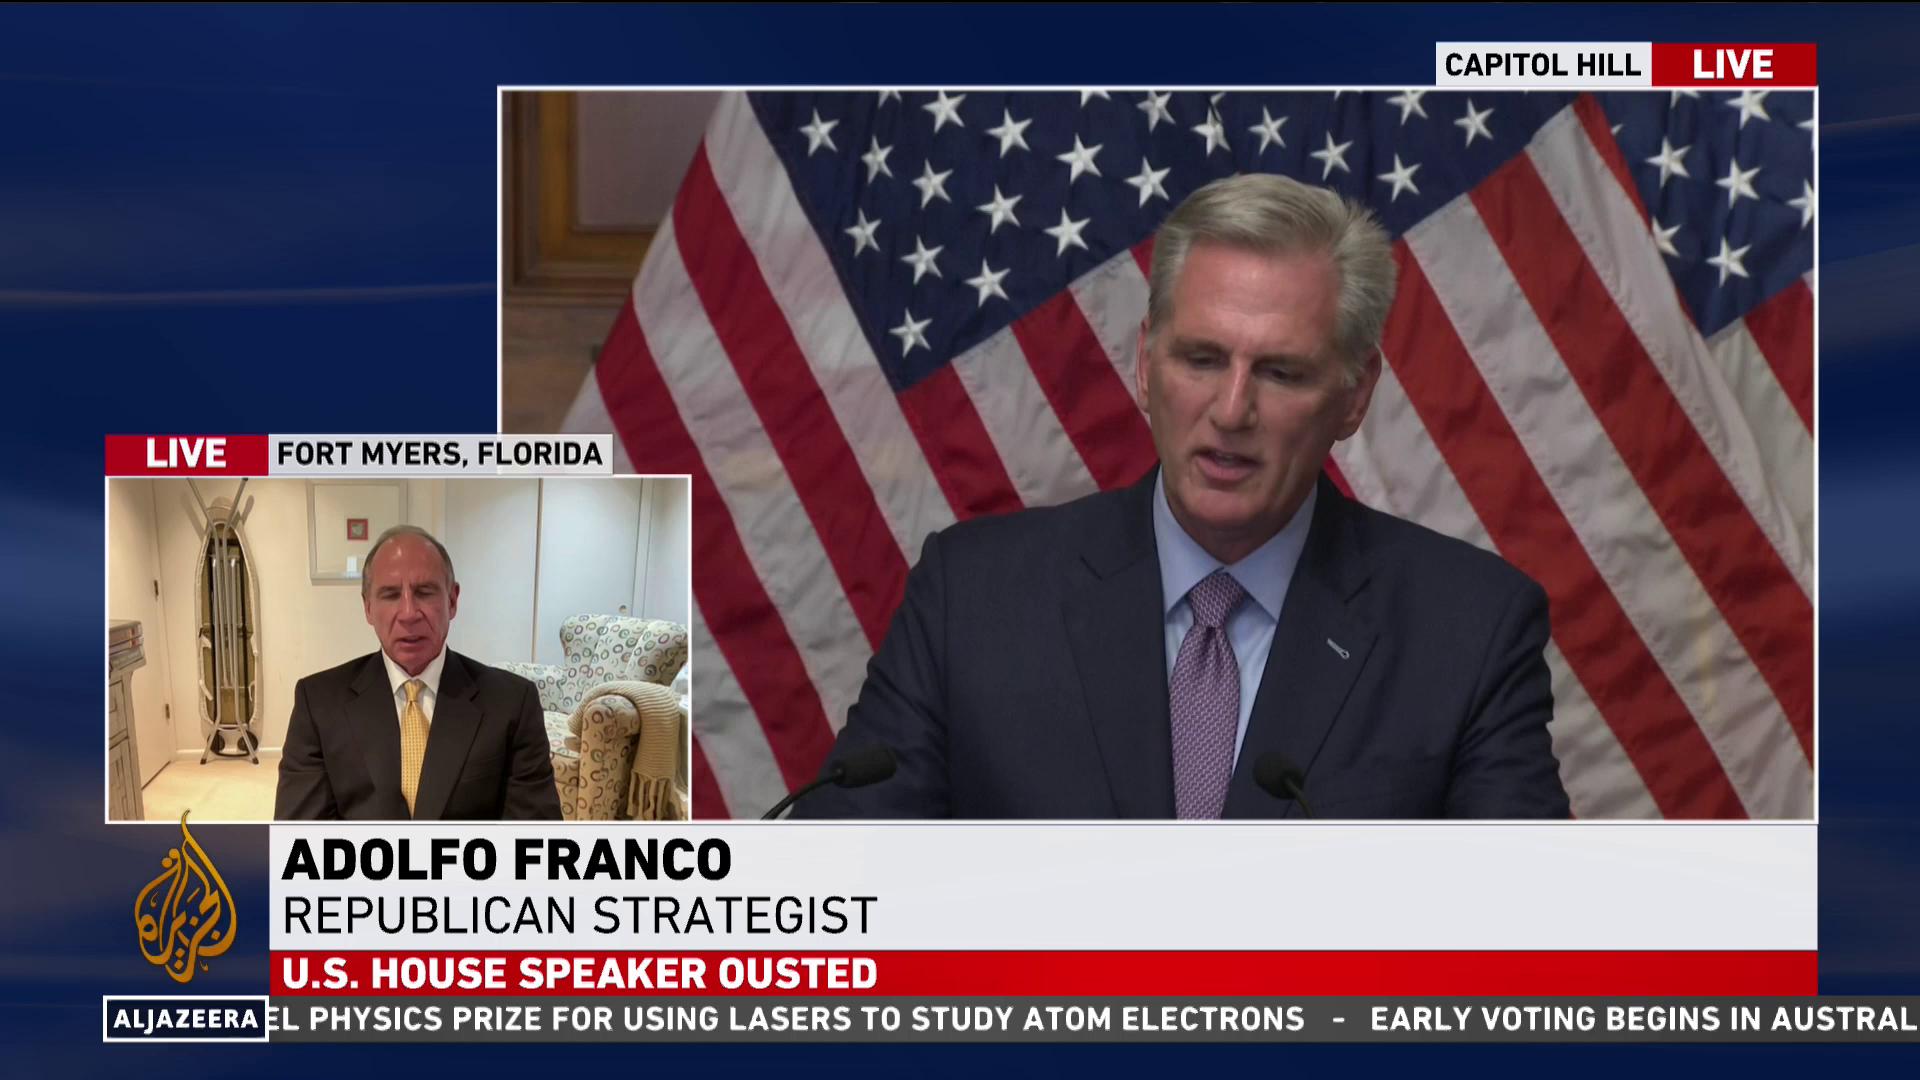 CAPITOL HILL LIVE
LIVE FORT MYERS, FLORIDA
ADOLFO FRANCO
REPUBLICAN STRATEGIST
U.S. HOUSE SPEAKER OUSTED
الجزيرة
ALJAZEERA EL PHYSICS PRIZE FOR USING LASERS TO STUDY ATOM ELECTRONS - EARLY VOTING BEGINS IN AUSTRAL